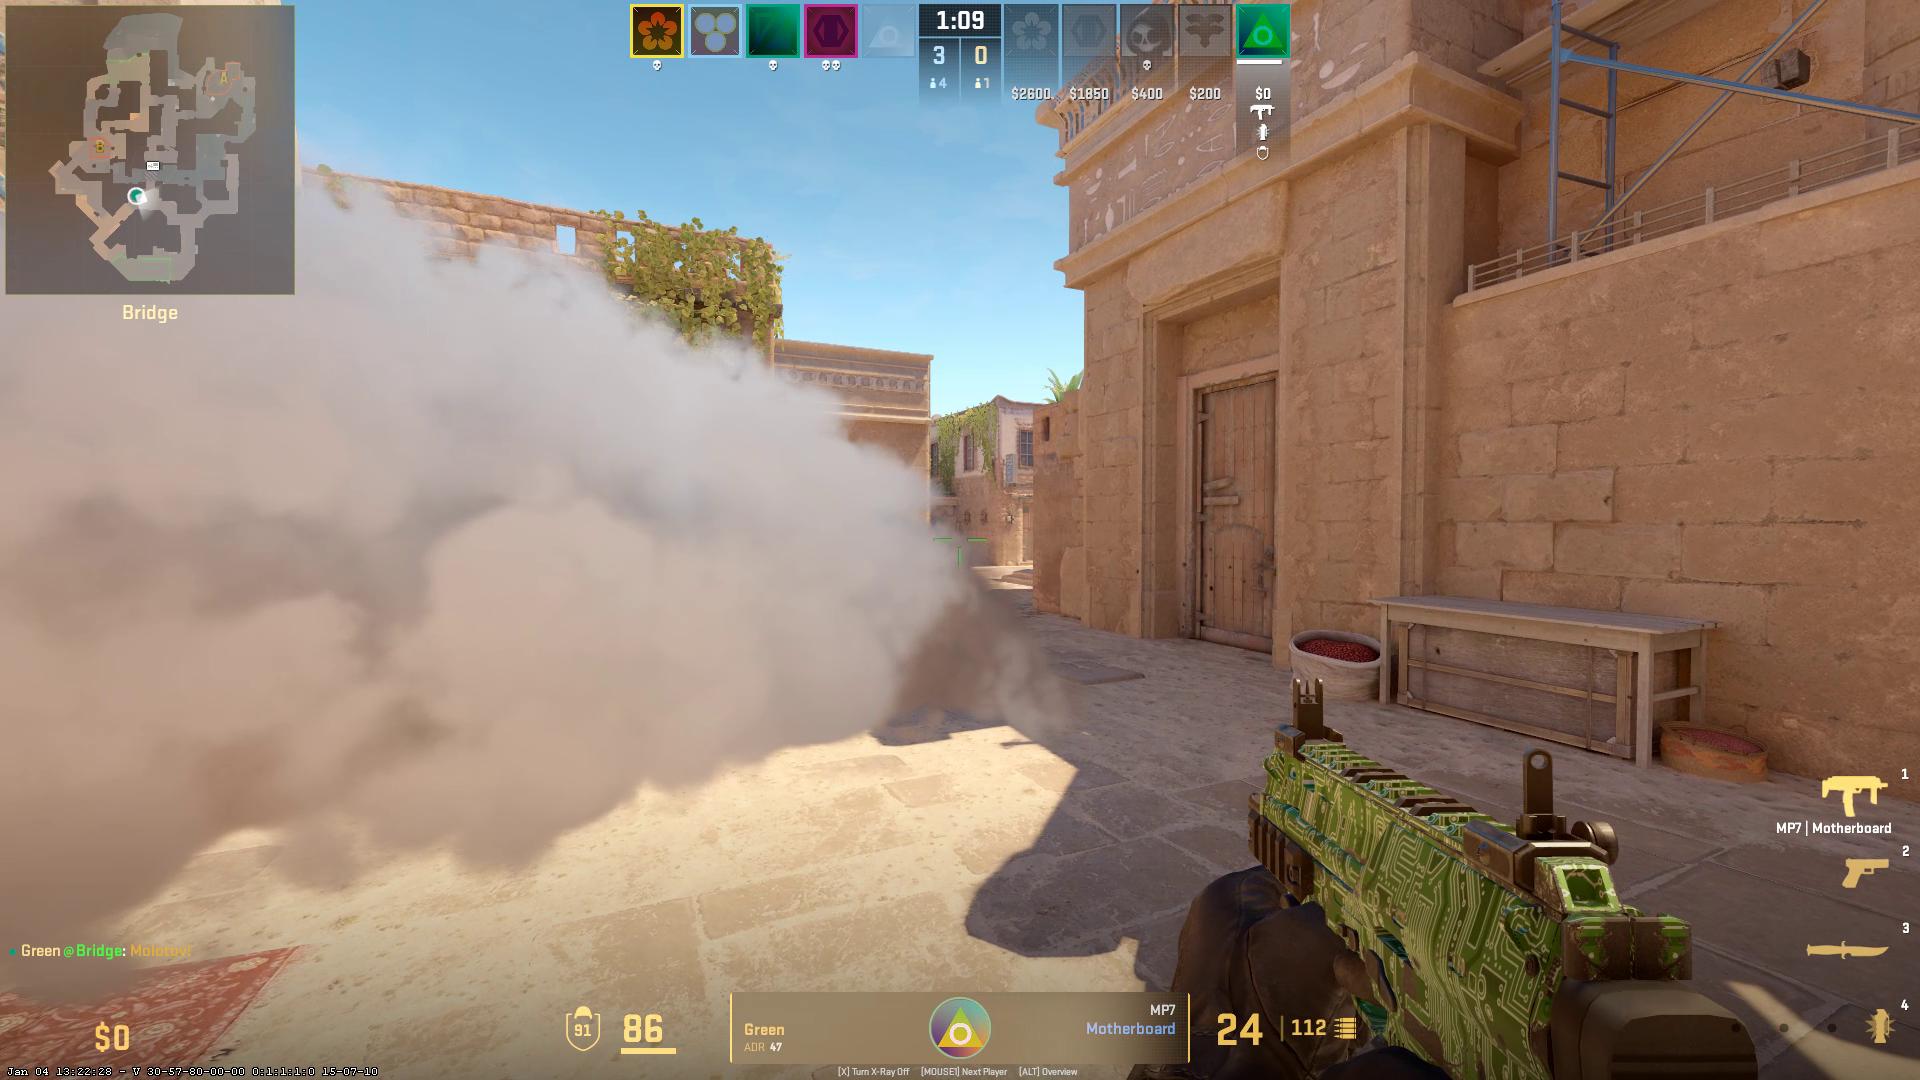 A
B
Bridge
1:09
3 0
4 1
$2600 $1850 $400 $200 $0
1
MP7 | Motherboard
2
3
4
Green @ Bridge: Molotov!
$0
91 86
Green
ADR 47
MP7
Motherboard
24 | 112
[X] Turn X-Ray Off [MOUSE1] Next Player [ALT] Overview
Jan 04 13:22:28 - V 30-57-80-00-00 0:1:1:1:0 15-07-10